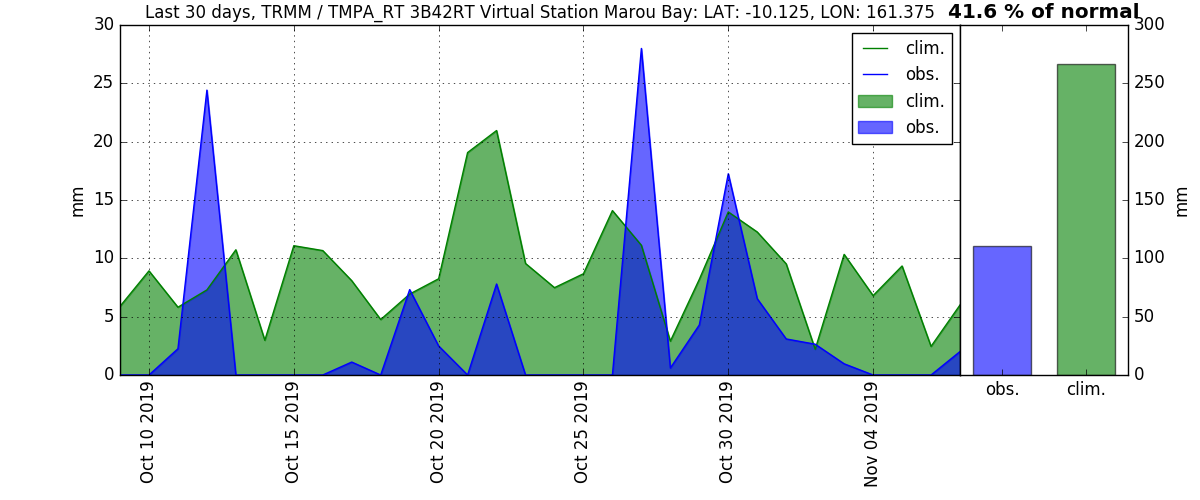 Last 30 days, TRMM / TMPA_RT 3B42RT Virtual Station Marou Bay: LAT: -10.125, LON: 161.375
41.6 % of normal
30
25
20
15
10
5
0
mm
clim.
obs.
clim.
obs.
300
250
200
150
100
50
0
mm
obs.
clim.
Oct 10 2019
Oct 15 2019
Oct 20 2019
Oct 25 2019
Oct 30 2019
Nov 04 2019